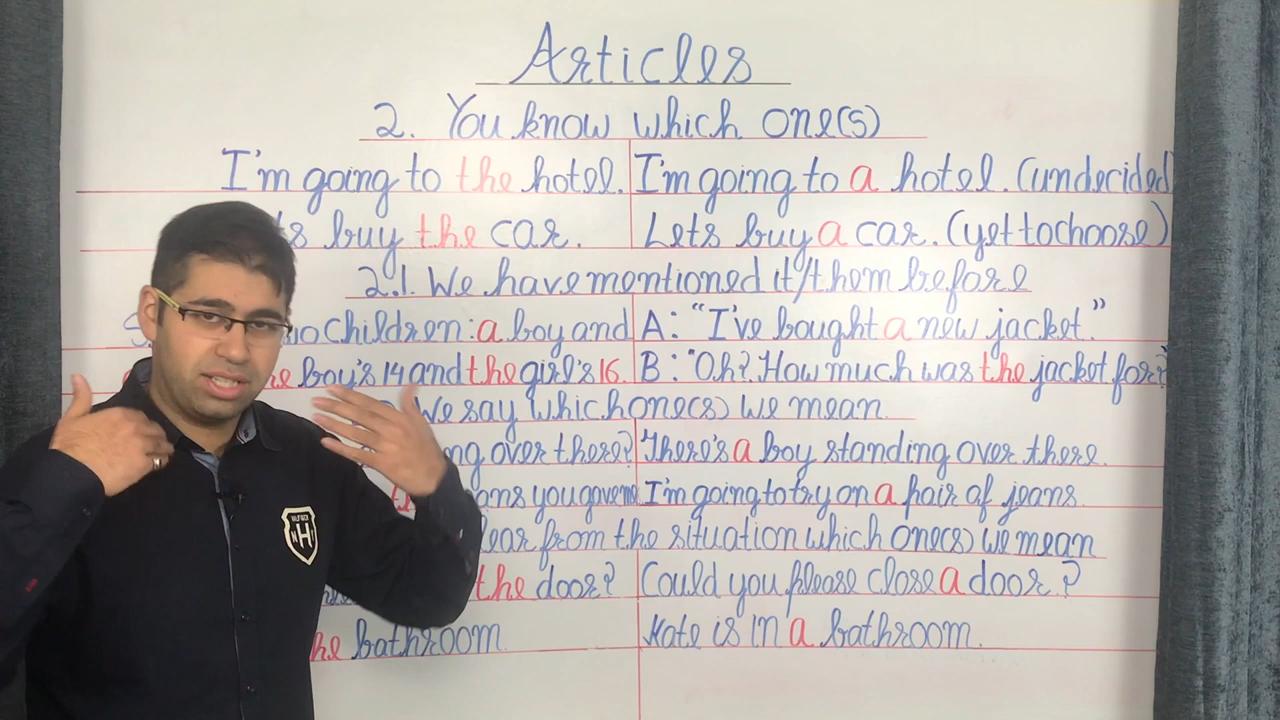 Articles
2. You know which one(s)
I'm going to the hotel. I'm going to a hotel. (undecided
buy the car. Lets buy a car. (yet to choose)
2.1. We have mentioned it/them before
children: a boy and A: "I've bought a new jacket."
boy's 14 and the girl's 16. B: "Oh? How much was the jacket for?"
We say which one(s) we mean
over there? There's a boy standing over there.
you gave me I'm going to try on a pair of jeans.
from the situation which one(s) we mean
the door? Could you please close a door?
bathroom. Kate is in a bathroom.
H